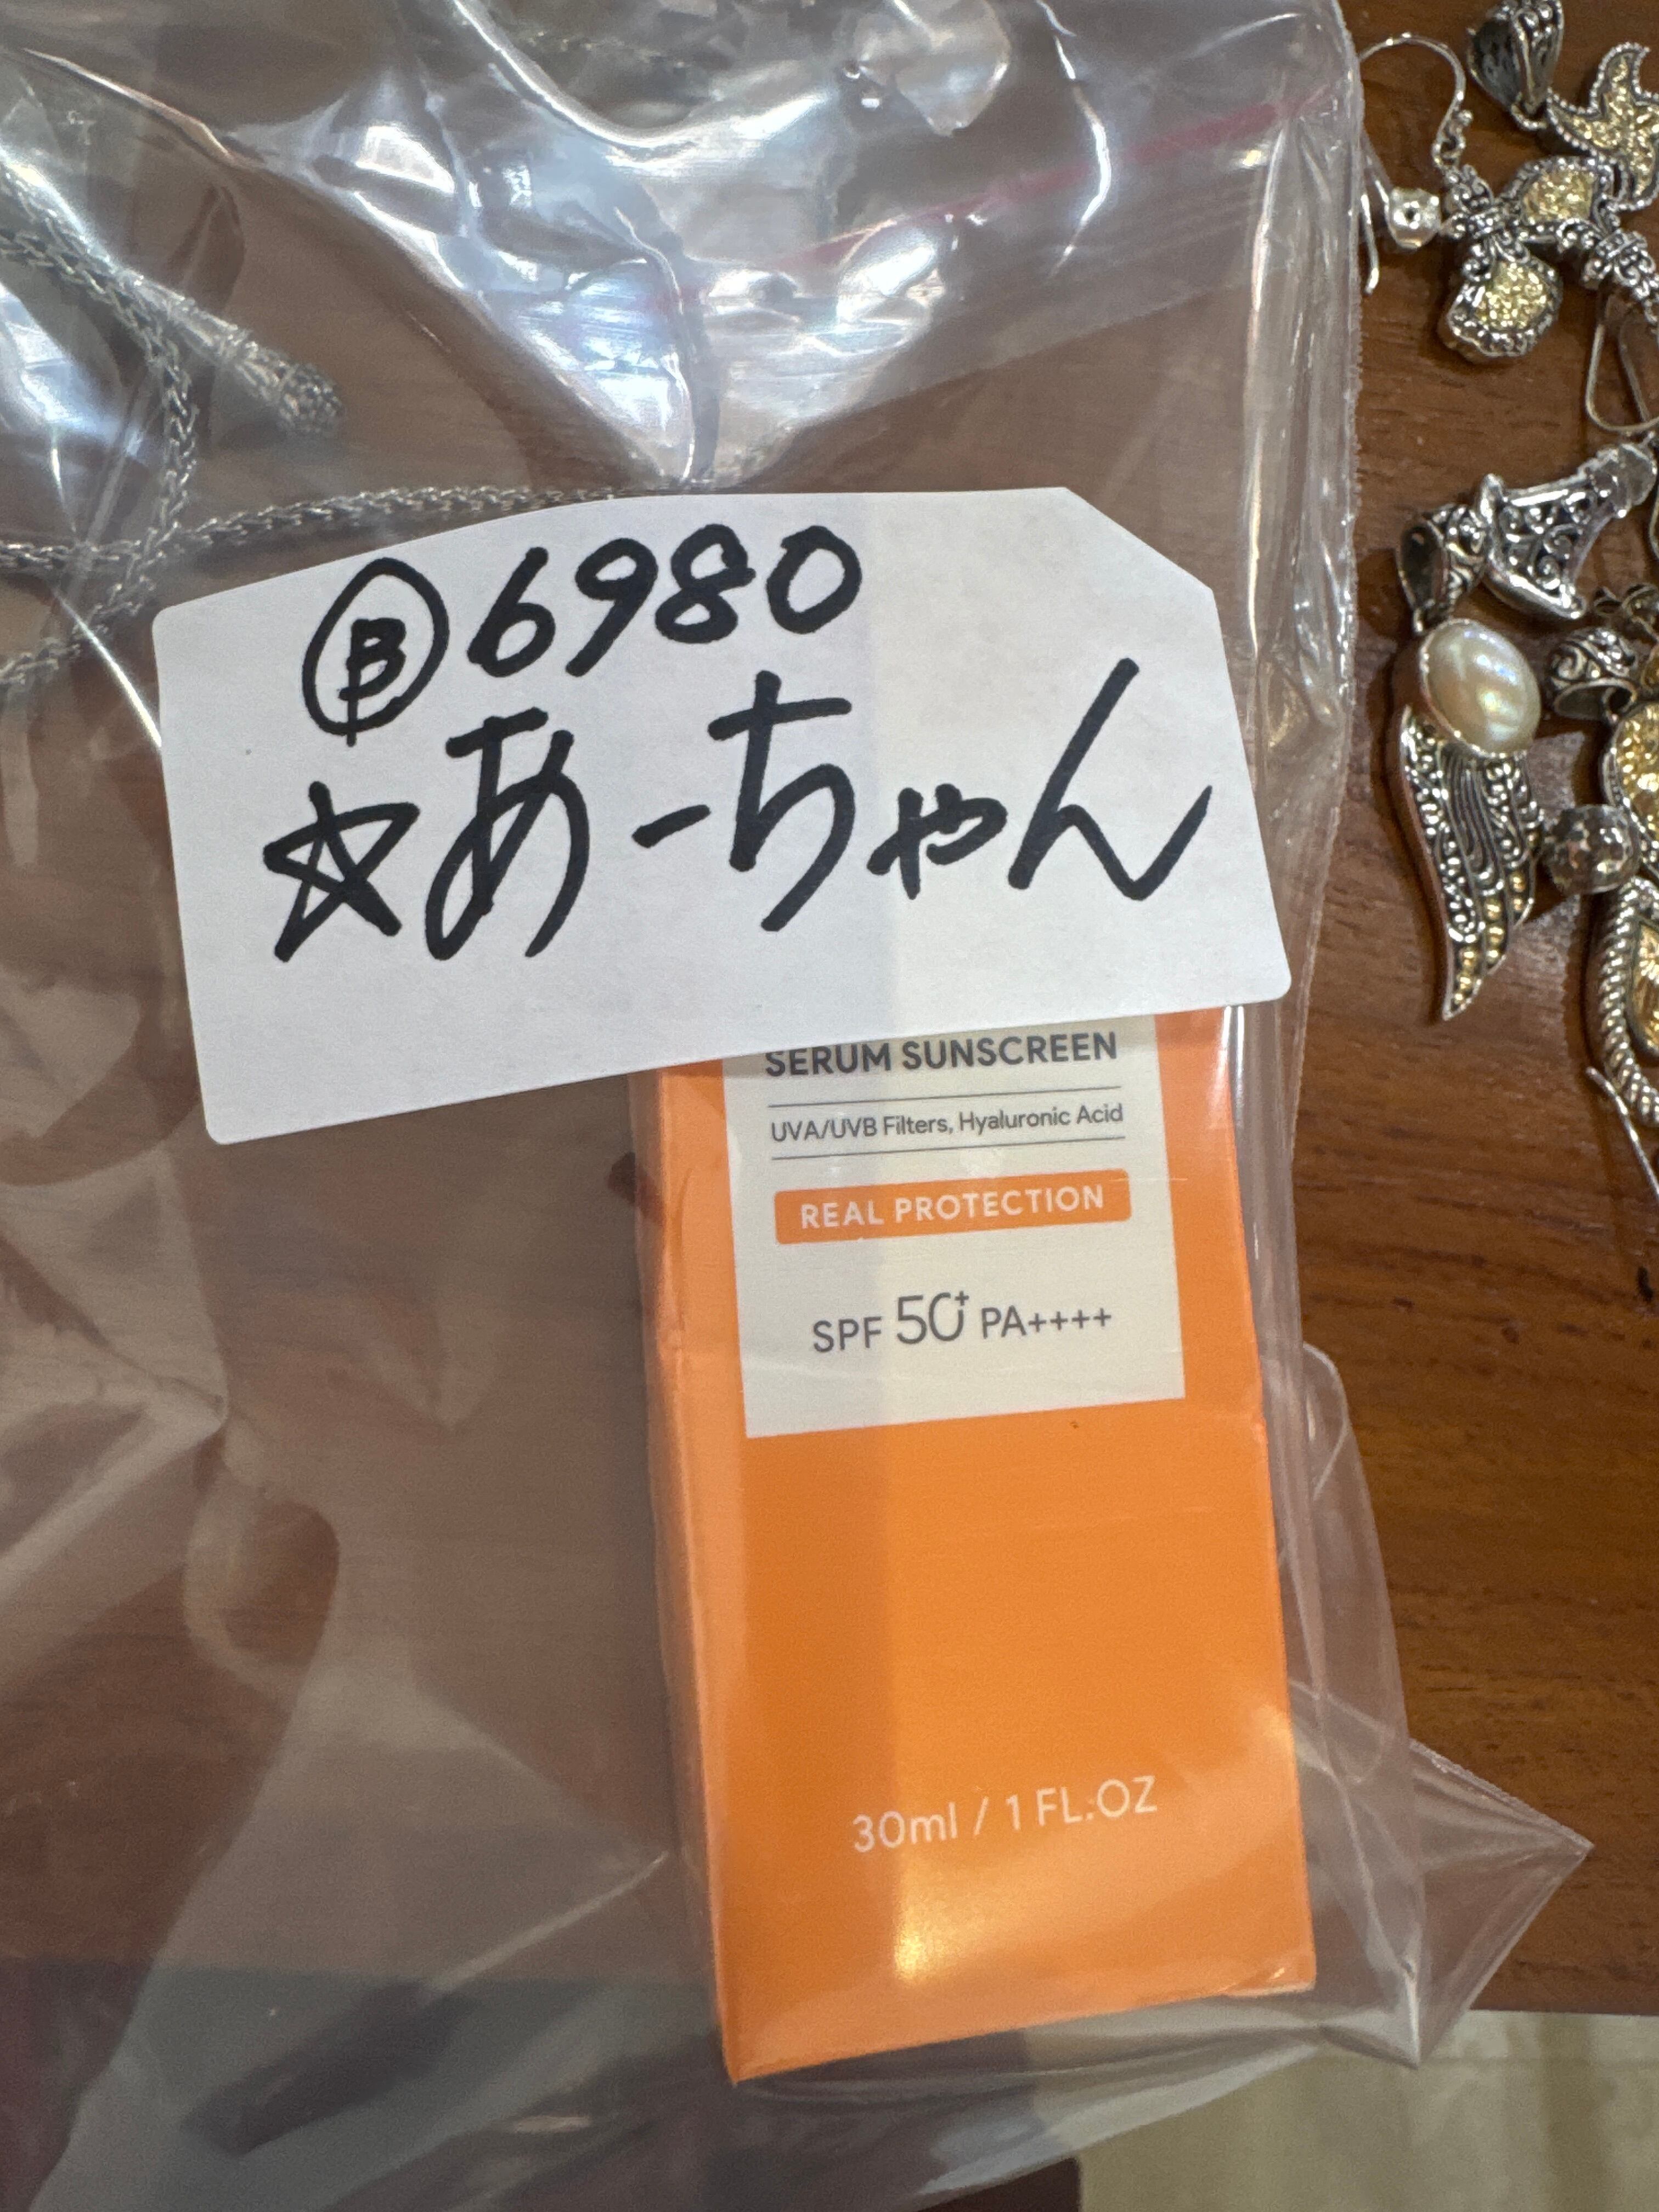 Ⓑ6980
☆あーちゃん
SERUM SUNSCREEN
UVA/UVB Filters, Hyaluronic Acid
REAL PROTECTION
SPF 50+ PA++++
30ml / 1 FL.OZ